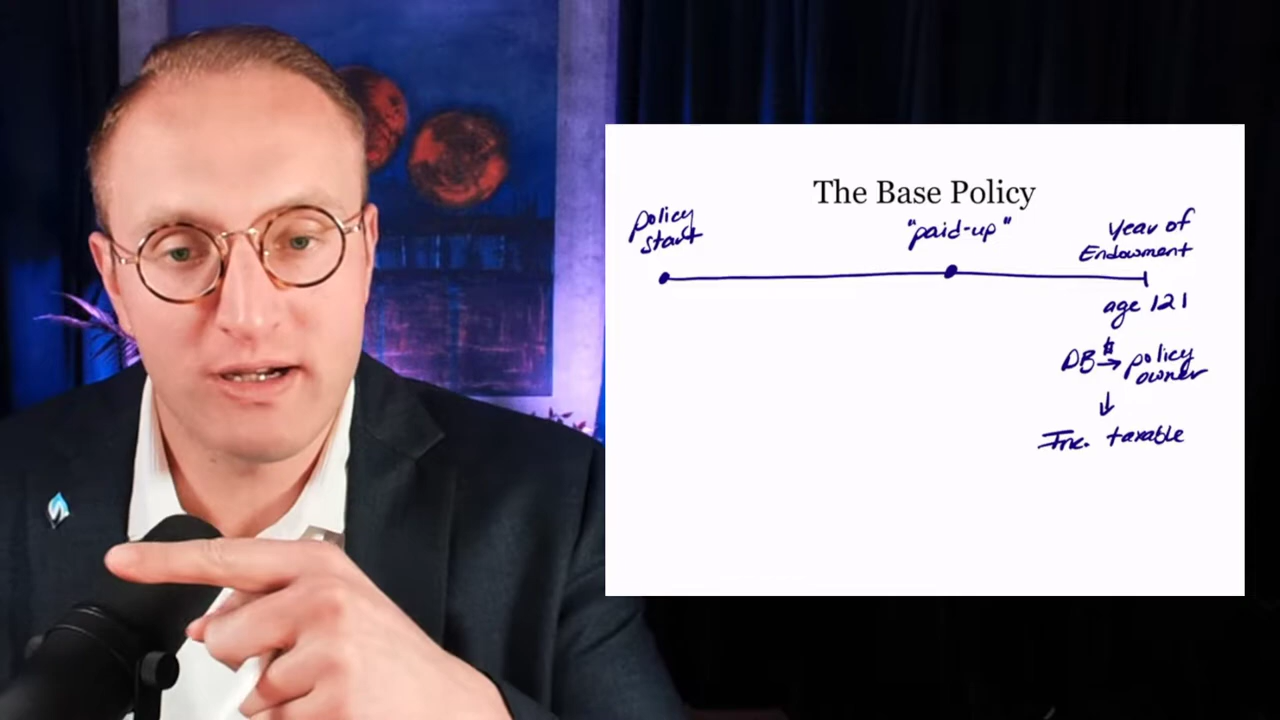 The Base Policy
policy
start
"paid-up"
Year of
Endowment
age 121
DB $ → policy
owner
↓
Inc. taxable